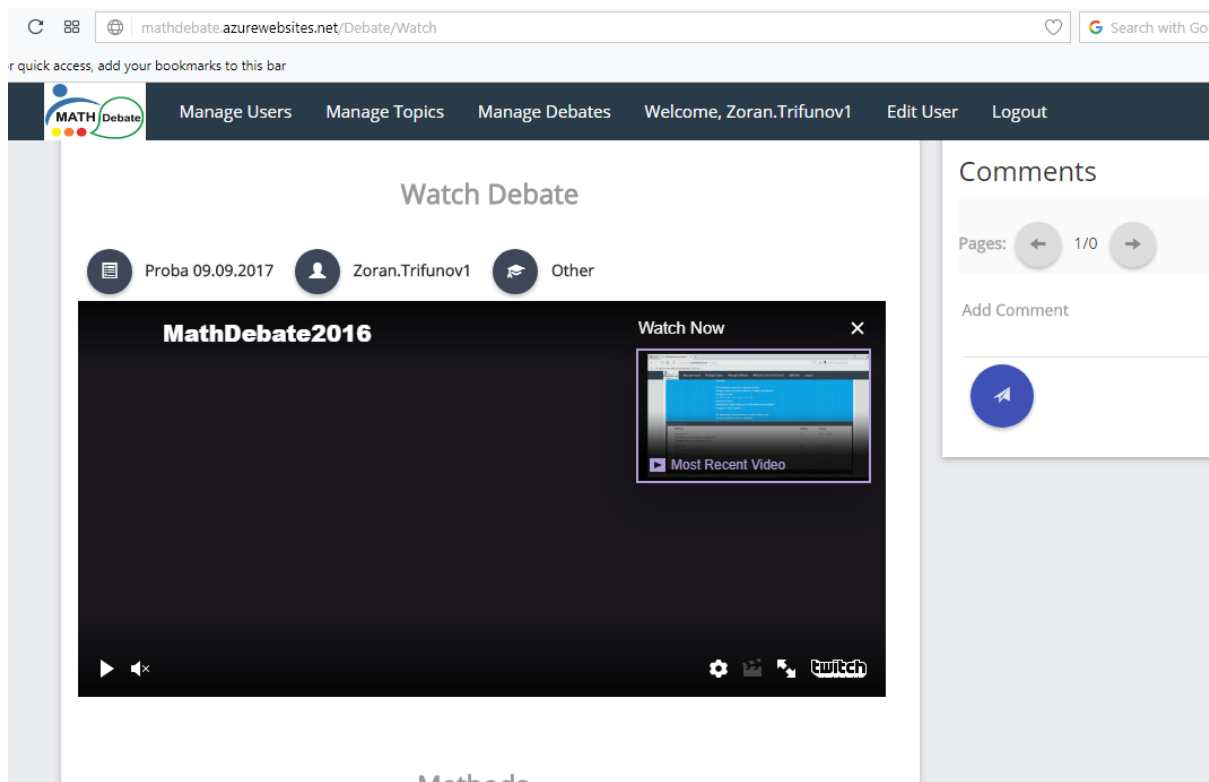 mathdebate.azurewebsites.net/Debate/Watch
Search with Go
r quick access, add your bookmarks to this bar
MATH Debate
Manage Users Manage Topics Manage Debates Welcome, Zoran.Trifunov1 Edit User Logout
Watch Debate
Proba 09.09.2017 Zoran.Trifunov1 Other
MathDebate2016
Watch Now
Most Recent Video
twitch
Methods
Comments
Pages: 1/0
Add Comment